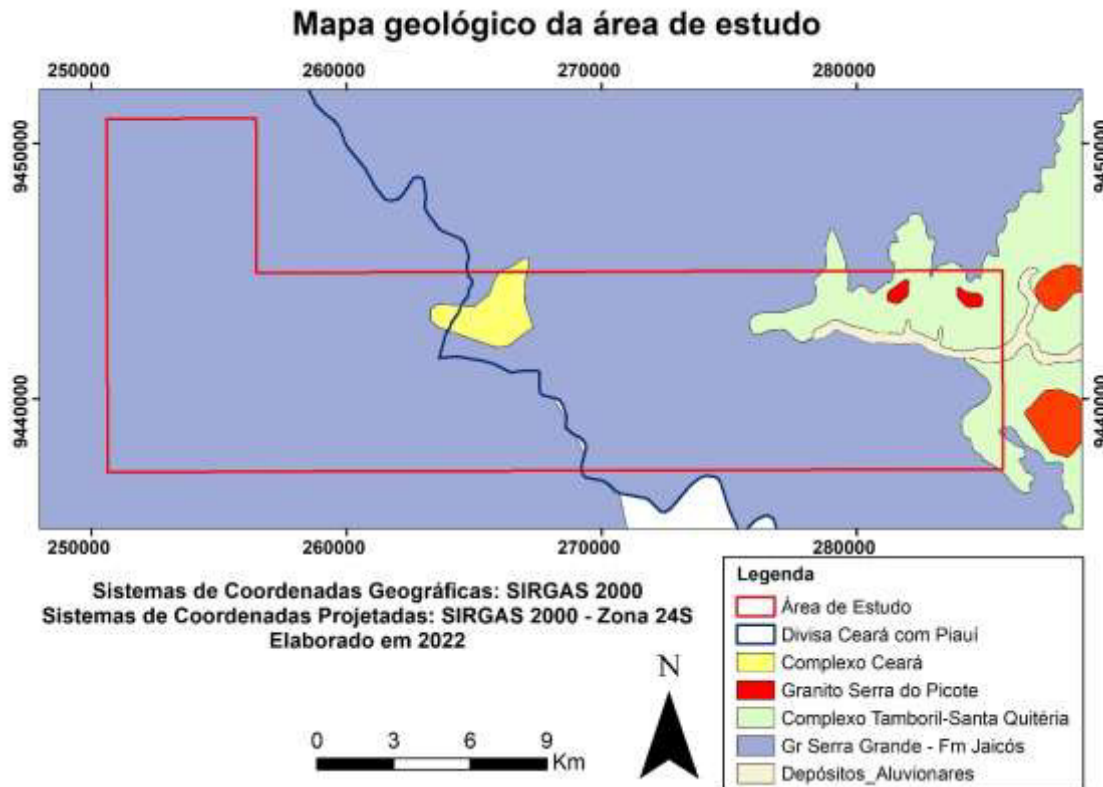 Mapa geológico da área de estudo
250000 260000 270000 280000
9450000 9450000
9440000 9440000
250000 260000 270000 280000
Sistemas de Coordenadas Geográficas: SIRGAS 2000
Sistemas de Coordenadas Projetadas: SIRGAS 2000 - Zona 24S
Elaborado em 2022
N
0 3 6 9
Km
Legenda
Área de Estudo
Divisa Ceará com Piauí
Complexo Ceará
Granito Serra do Picote
Complexo Tamboril-Santa Quitéria
Gr Serra Grande - Fm Jaicós
Depósitos_Aluvionares